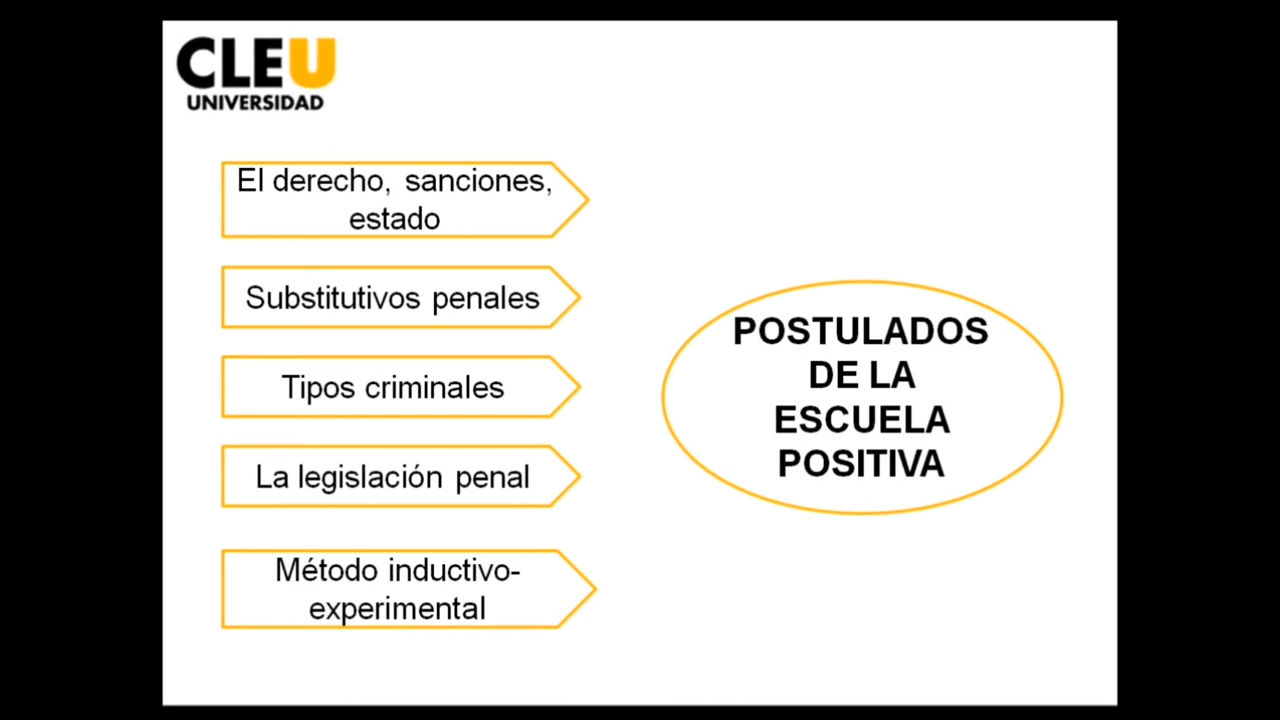 CLEU
UNIVERSIDAD
El derecho, sanciones,
estado
Substitutivos penales
Tipos criminales
La legislación penal
Método inductivo-
experimental
POSTULADOS
DE LA
ESCUELA
POSITIVA